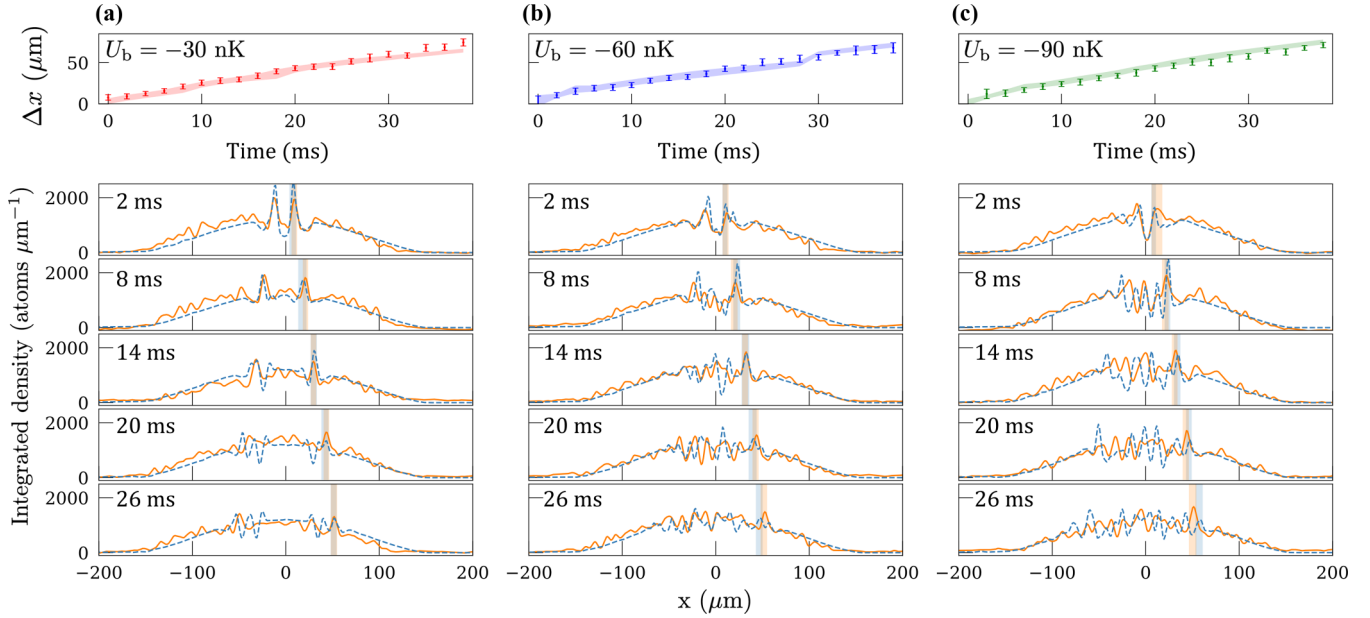 (a) (b) (c)
U_b = −30 nK U_b = −60 nK U_b = −90 nK
Δx (μm)
50
0
0 10 20 30 0 10 20 30 0 10 20 30
Time (ms) Time (ms) Time (ms)
Integrated density (atoms μm⁻¹)
2000 2 ms 2 ms 2 ms
0
2000 8 ms 8 ms 8 ms
0
2000 14 ms 14 ms 14 ms
0
2000 20 ms 20 ms 20 ms
0
2000 26 ms 26 ms 26 ms
0
−200 −100 0 100 200 −200 −100 0 100 200 −200 −100 0 100 200
x (μm)